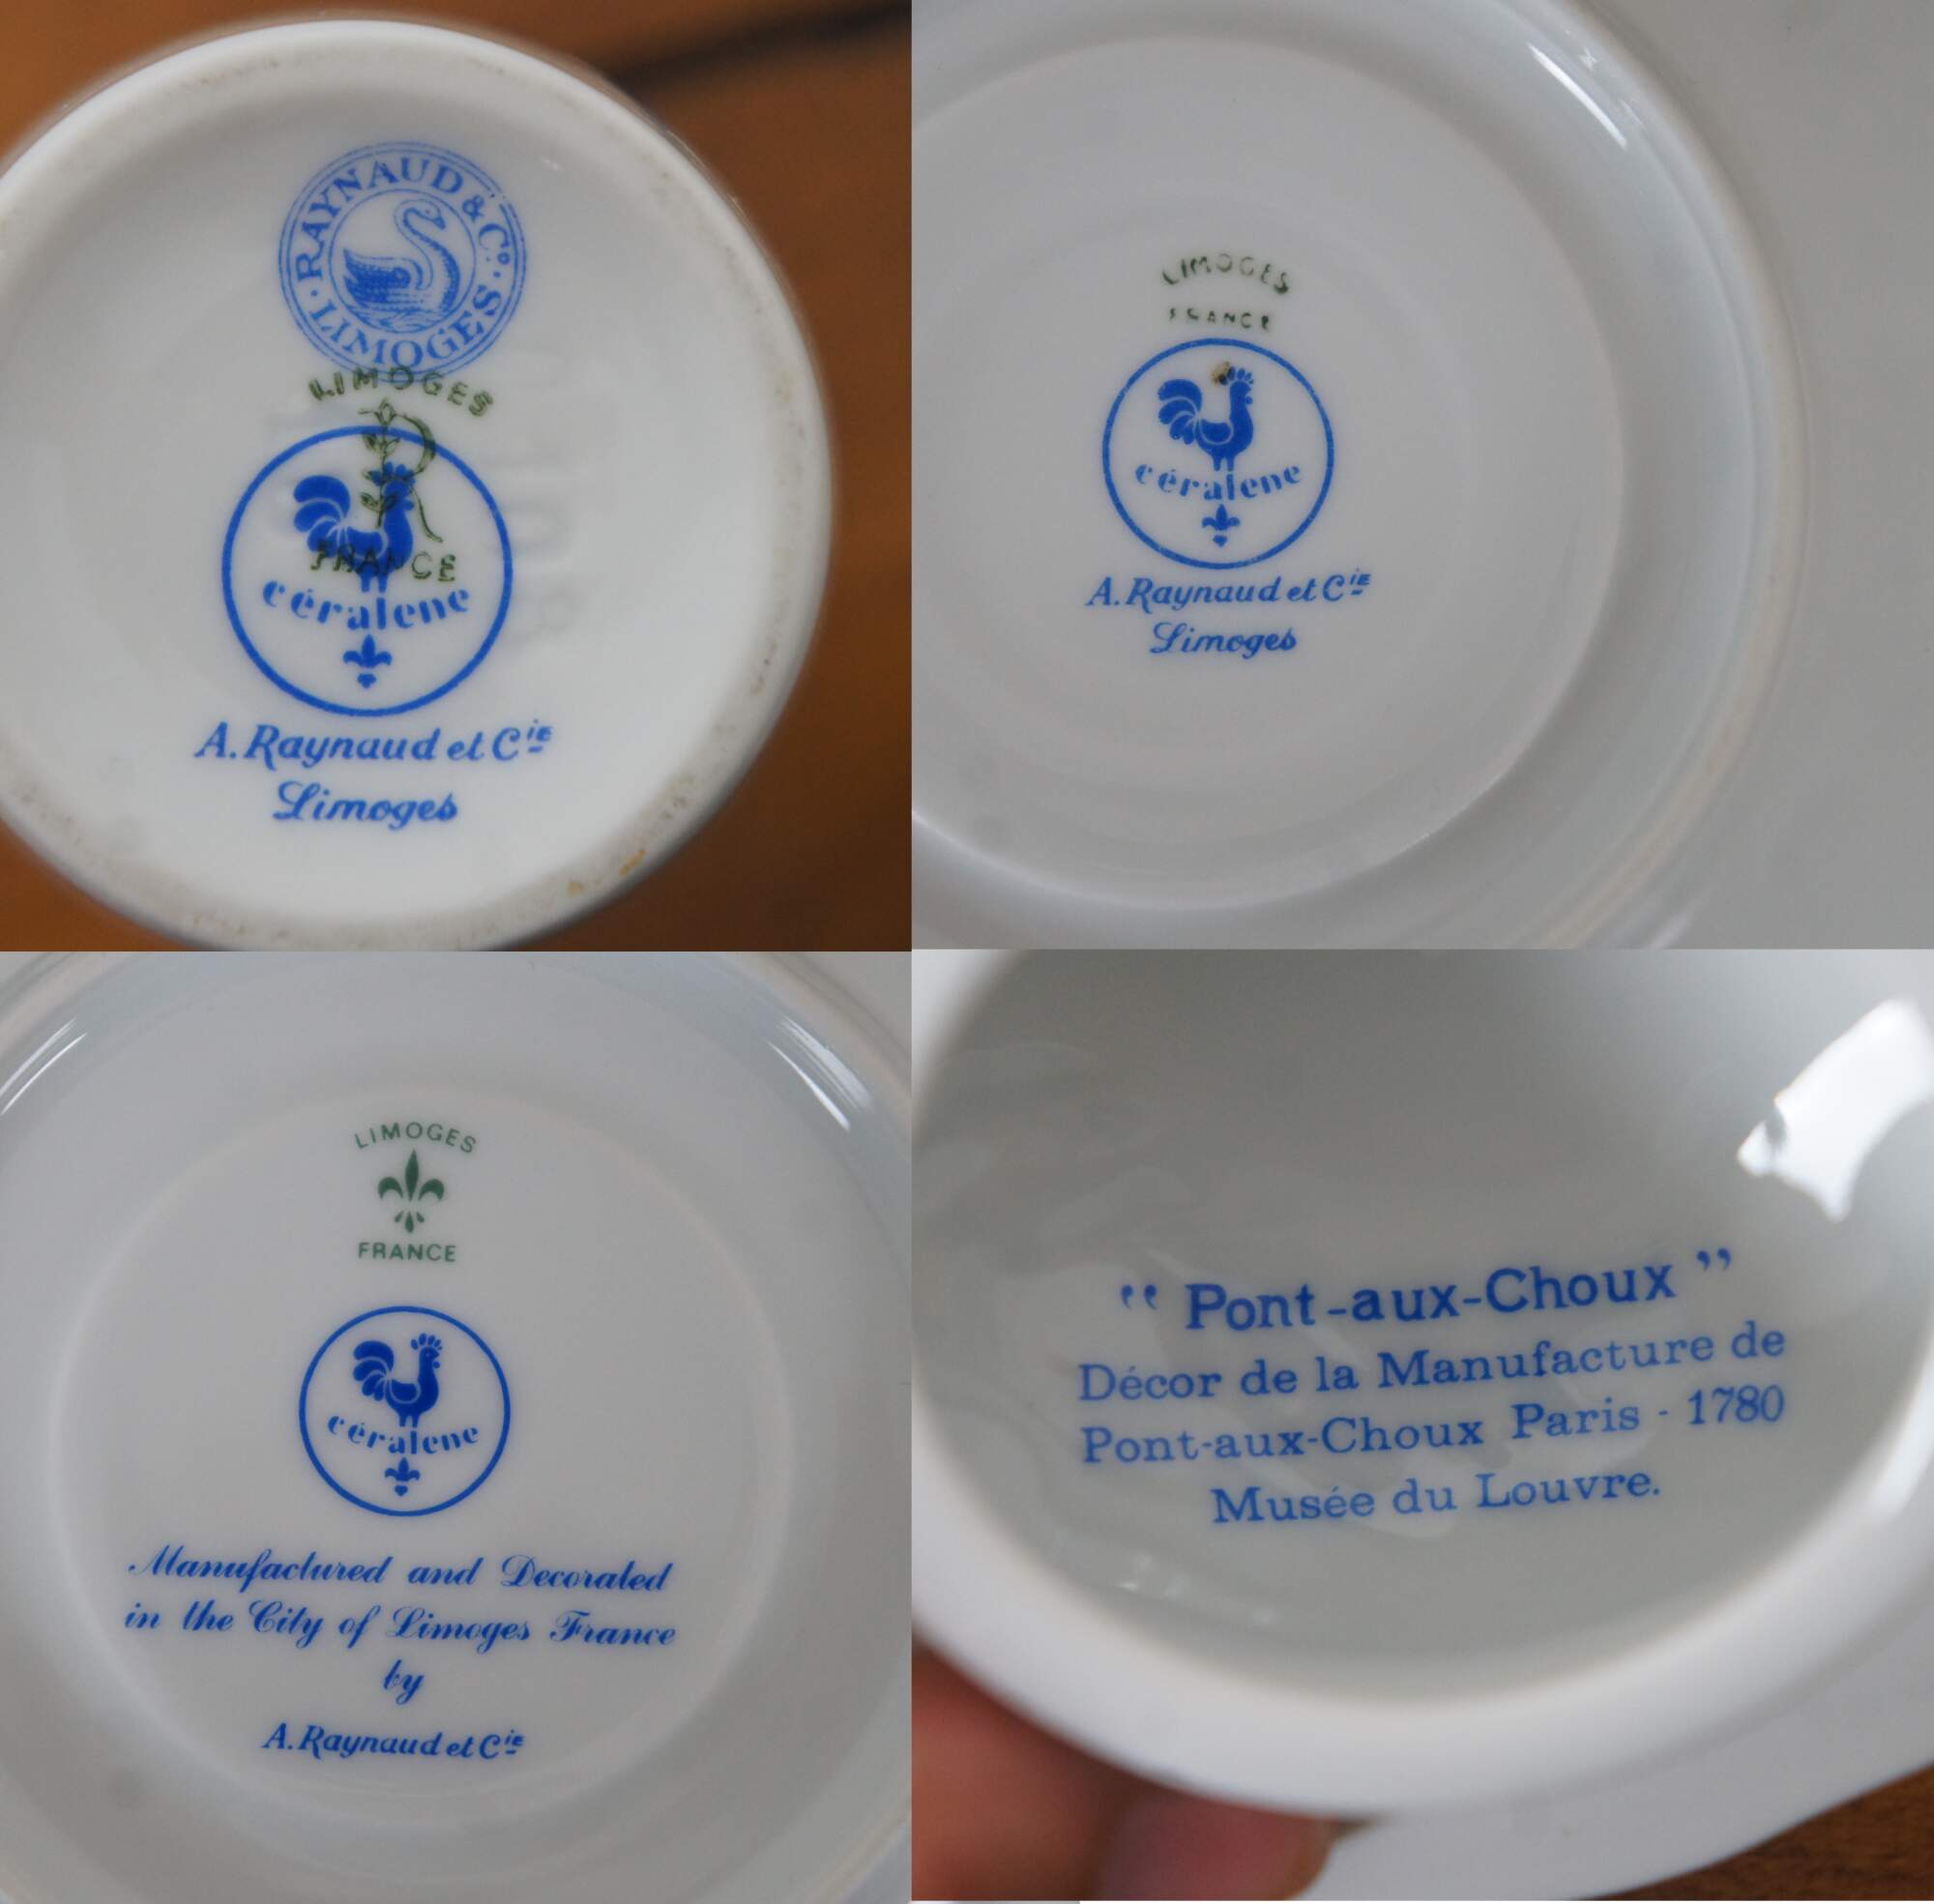 RAYNAUD & Cº
LIMOGES
LIMOGES
R
FRANCE
céralene
A. Raynaud et Cie
Limoges
LIMOGES
FRANCE
céralene
A. Raynaud et Cie
Limoges
LIMOGES
FRANCE
céralene
Manufactured and Decorated
in the City of Limoges France
by
A. Raynaud et Cie
" Pont-aux-Choux "
Décor de la Manufacture de
Pont-aux-Choux Paris - 1780
Musée du Louvre.